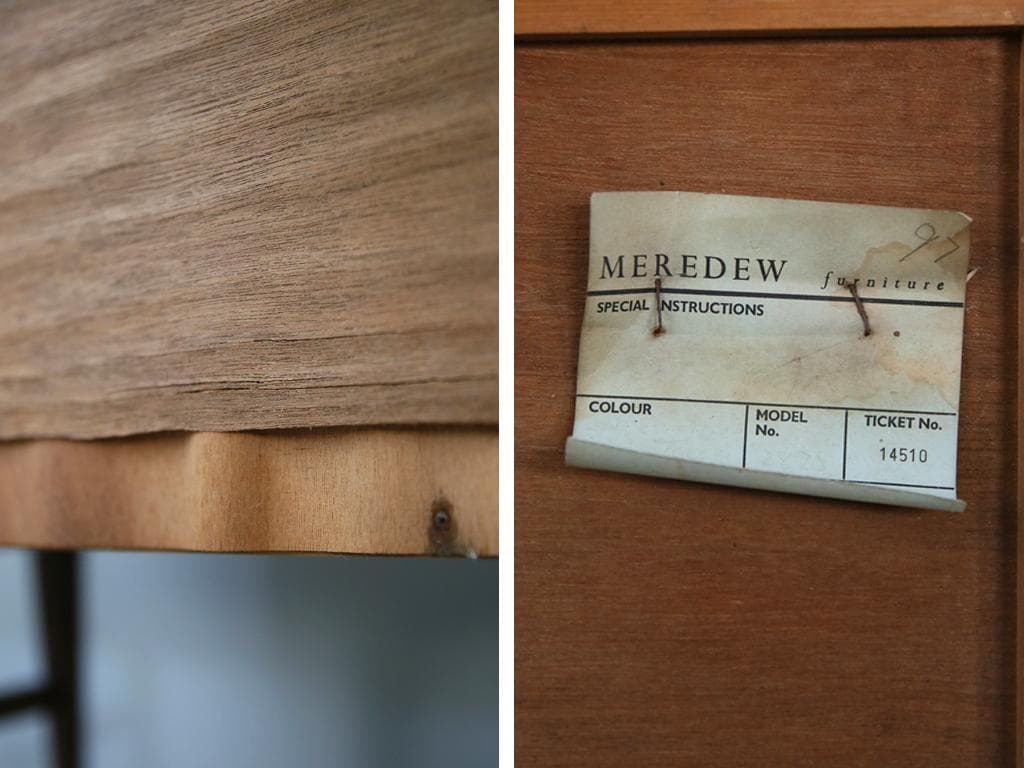 97
MEREDEW furniture
SPECIAL INSTRUCTIONS
COLOUR
MODEL No.
TICKET No.
14510